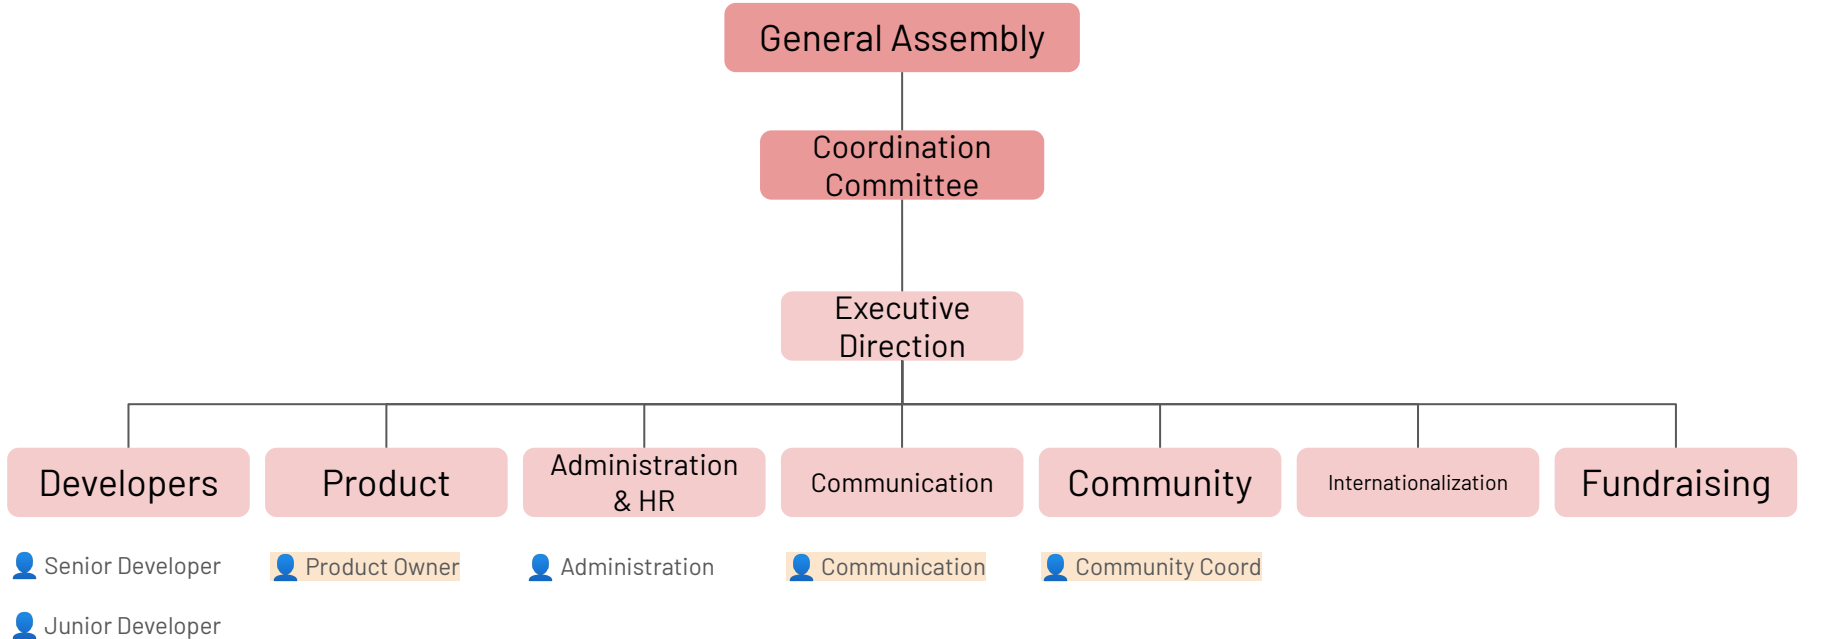 General Assembly
Coordination
Committee
Executive
Direction
Developers
Product
Administration
& HR
Communication
Community
Internationalization
Fundraising
👤 Senior Developer
👤 Product Owner
👤 Administration
👤 Communication
👤 Community Coord
👤 Junior Developer